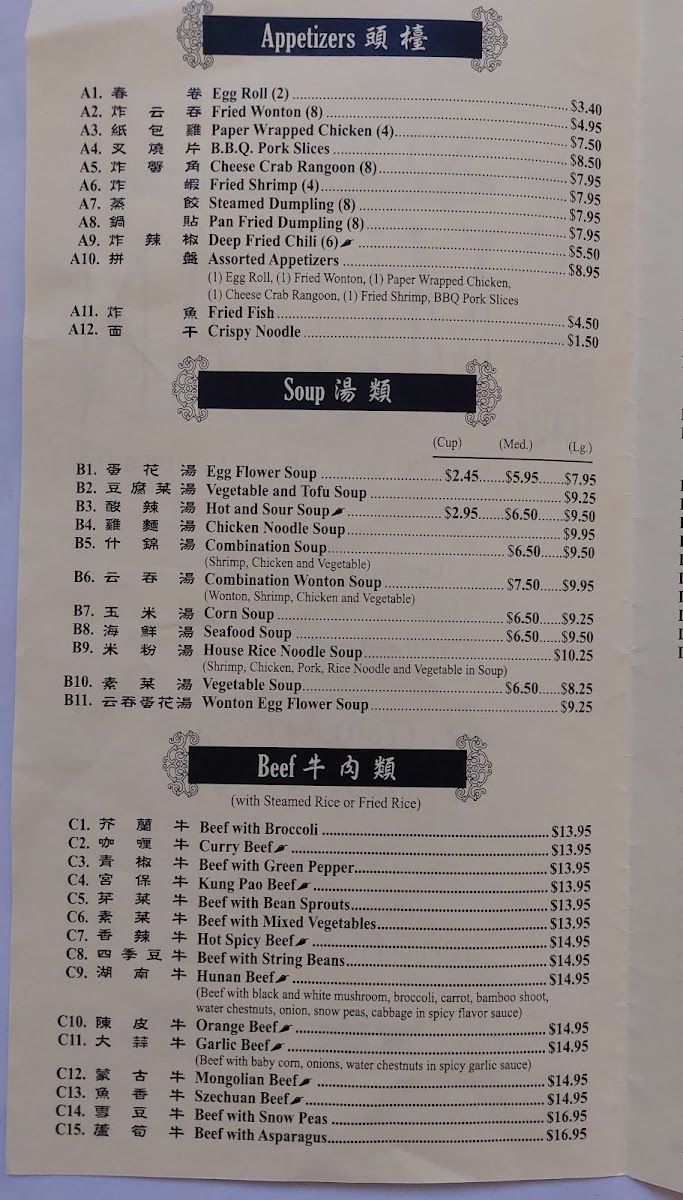 Appetizers 頭檯
A1. 春卷 Egg Roll (2) $3.40
A2. 炸云吞 Fried Wonton (8) $4.95
A3. 紙包雞 Paper Wrapped Chicken (4) $7.50
A4. 叉燒片 B.B.Q. Pork Slices $8.50
A5. 炸蟹角 Cheese Crab Rangoon (8) $7.95
A6. 炸蝦 Fried Shrimp (4) $7.95
A7. 蒸餃 Steamed Dumpling (8) $7.95
A8. 鍋貼 Pan Fried Dumpling (8) $7.95
A9. 炸辣椒 Deep Fried Chili (6) $5.50
A10. 拼盤 Assorted Appetizers $8.95
(1) Egg Roll, (1) Fried Wonton, (1) Paper Wrapped Chicken,
(1) Cheese Crab Rangoon, (1) Fried Shrimp, BBQ Pork Slices
A11. 炸魚 Fried Fish $4.50
A12. 面干 Crispy Noodle $1.50
Soup 湯類
(Cup) (Med.) (Lg.)
B1. 蛋花湯 Egg Flower Soup $2.45 $5.95 $7.95
B2. 豆腐菜湯 Vegetable and Tofu Soup $9.25
B3. 酸辣湯 Hot and Sour Soup $2.95 $6.50 $9.50
B4. 雞麵湯 Chicken Noodle Soup $9.95
B5. 什錦湯 Combination Soup $6.50 $9.50
(Shrimp, Chicken and Vegetable)
B6. 云吞湯 Combination Wonton Soup $7.50 $9.95
(Wonton, Shrimp, Chicken and Vegetable)
B7. 玉米湯 Corn Soup $6.50 $9.25
B8. 海鮮湯 Seafood Soup $6.50 $9.50
B9. 米粉湯 House Rice Noodle Soup $10.25
(Shrimp, Chicken, Pork, Rice Noodle and Vegetable in Soup)
B10. 素菜湯 Vegetable Soup $6.50 $8.25
B11. 云吞蛋花湯 Wonton Egg Flower Soup $9.25
Beef 牛肉類
(with Steamed Rice or Fried Rice)
C1. 芥蘭牛 Beef with Broccoli $13.95
C2. 咖喱牛 Curry Beef $13.95
C3. 青椒牛 Beef with Green Pepper $13.95
C4. 宮保牛 Kung Pao Beef $13.95
C5. 芽菜牛 Beef with Bean Sprouts $13.95
C6. 素菜牛 Beef with Mixed Vegetables $13.95
C7. 香辣牛 Hot Spicy Beef $14.95
C8. 四季豆牛 Beef with String Beans $14.95
C9. 湖南牛 Hunan Beef $14.95
(Beef with black and white mushroom, broccoli, carrot, bamboo shoot,
water chestnuts, onion, snow peas, cabbage in spicy flavor sauce)
C10. 陳皮牛 Orange Beef $14.95
C11. 大蒜牛 Garlic Beef $14.95
(Beef with baby corn, onions, water chestnuts in spicy garlic sauce)
C12. 蒙古牛 Mongolian Beef $14.95
C13. 魚香牛 Szechuan Beef $14.95
C14. 雪豆牛 Beef with Snow Peas $16.95
C15. 蘆筍牛 Beef with Asparagus $16.95